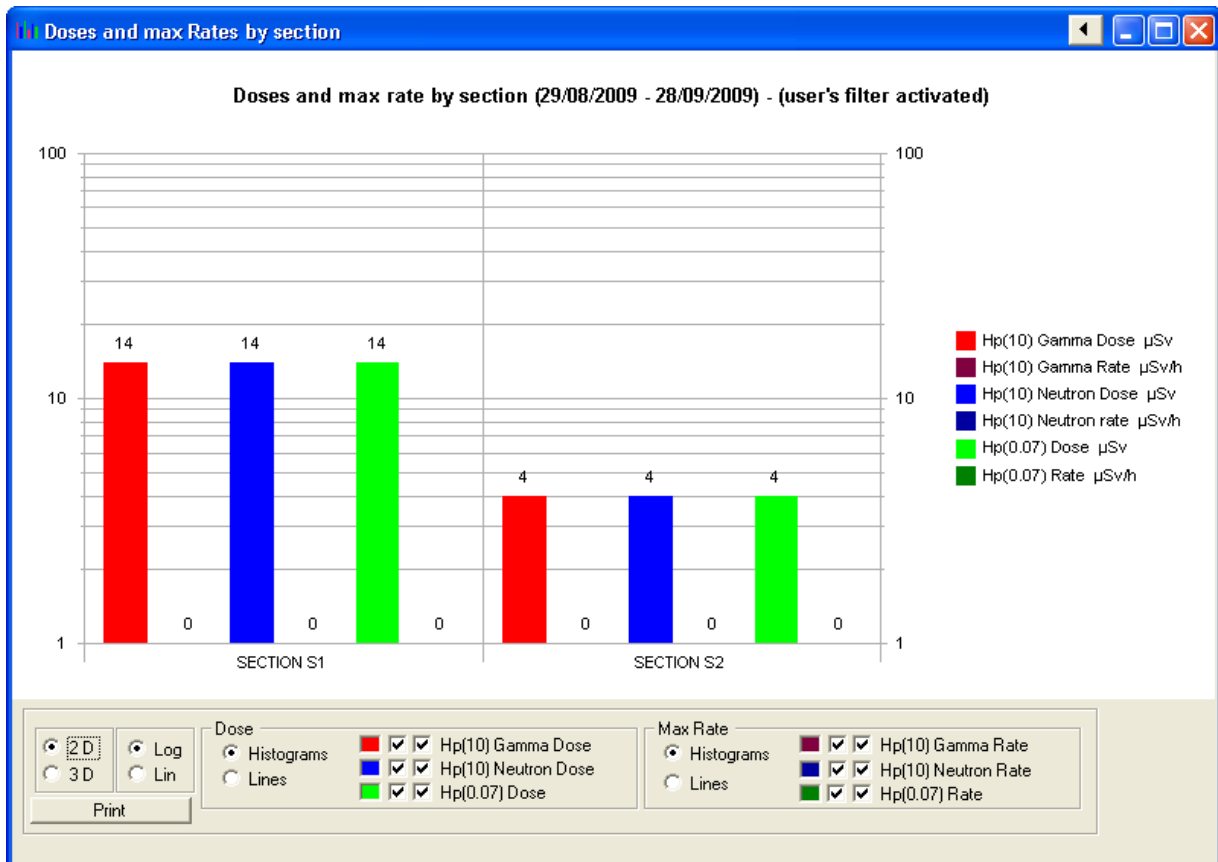 Doses and max Rates by section
Doses and max rate by section (29/08/2009 - 28/09/2009) - (user's filter activated)
100 100
14 14 14
10 10
4 4 4
0 0 0 0 0 0
1 1
SECTION S1 SECTION S2
Hp(10) Gamma Dose µSv
Hp(10) Gamma Rate µSv/h
Hp(10) Neutron Dose µSv
Hp(10) Neutron rate µSv/h
Hp(0.07) Dose µSv
Hp(0.07) Rate µSv/h
2 D
3 D
Log
Lin
Print
Dose
Histograms
Lines
Hp(10) Gamma Dose
Hp(10) Neutron Dose
Hp(0.07) Dose
Max Rate
Histograms
Lines
Hp(10) Gamma Rate
Hp(10) Neutron Rate
Hp(0.07) Rate